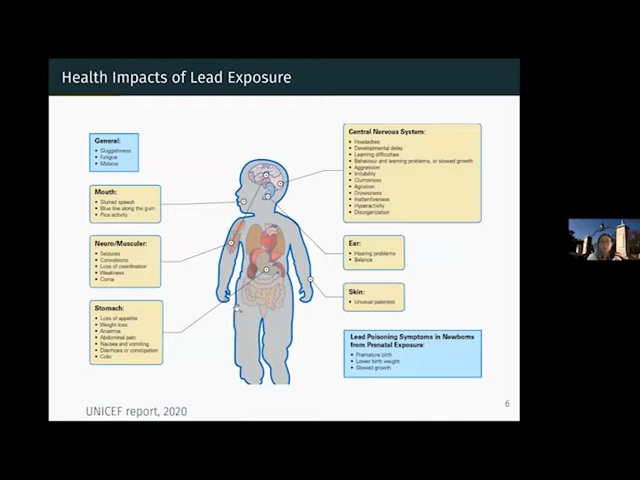 Health Impacts of Lead Exposure
General:
• Sluggishness
• Fatigue
• Malaise
Mouth:
• Slurred speech
• Blue line along the gum
• Pica activity
Neuro/Muscular:
• Seizures
• Convulsions
• Loss of coordination
• Weakness
• Coma
Stomach:
• Loss of appetite
• Weight loss
• Anaemia
• Abdominal pain
• Nausea and vomiting
• Diarrhoea or constipation
• Colic
Central Nervous System:
• Headaches
• Developmental delay
• Learning difficulties
• Behaviour and learning problems, or slowed growth
• Aggression
• Irritability
• Clumsiness
• Agitation
• Drowsiness
• Inattentiveness
• Hyperactivity
• Disorganization
Ear:
• Hearing problems
• Balance
Skin:
• Unusual paleness
Lead Poisoning Symptoms in Newborns
from Prenatal Exposure:
• Premature birth
• Lower birth weight
• Slowed growth
UNICEF report, 2020
6